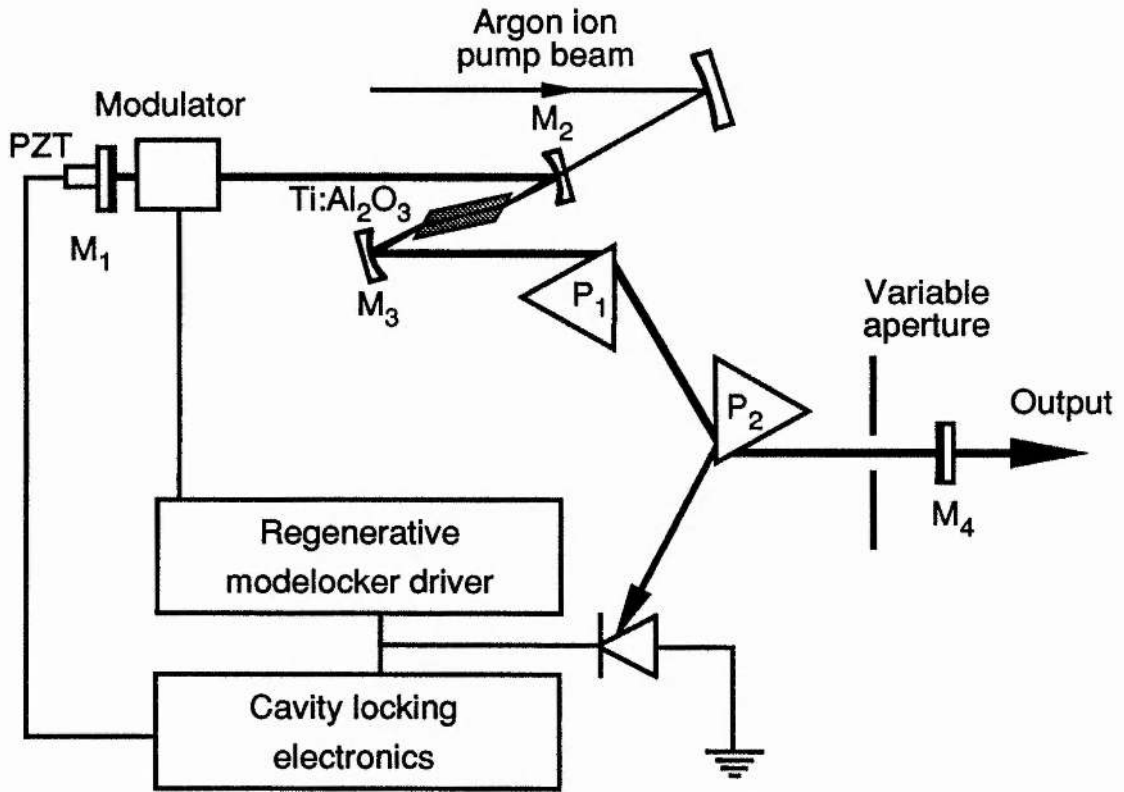 Argon ion
pump beam
Modulator
M2
PZT
Ti:Al2O3
M1
M3
P1
Variable
aperture
P2
Output
M4
Regenerative
modelocker driver
Cavity locking
electronics